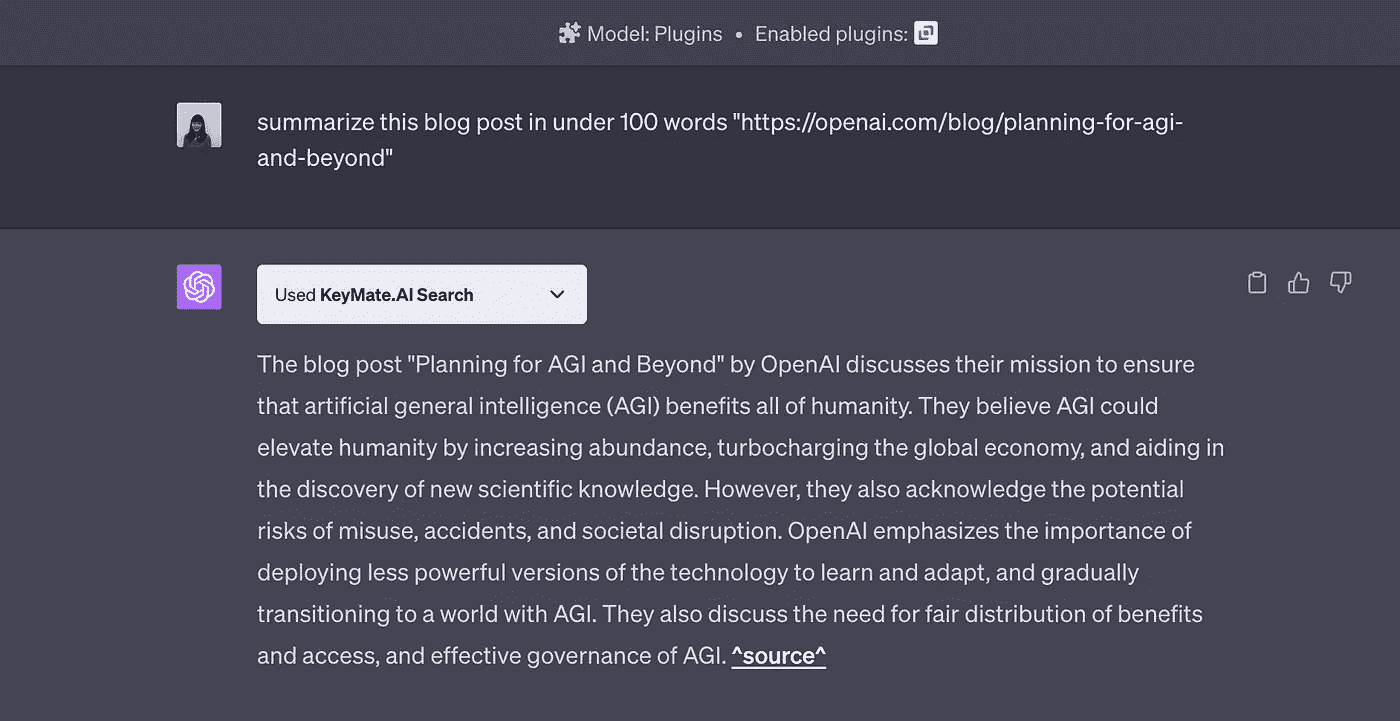 Model: Plugins • Enabled plugins:
summarize this blog post in under 100 words "https://openai.com/blog/planning-for-agi-
and-beyond"
Used KeyMate.AI Search
The blog post "Planning for AGI and Beyond" by OpenAI discusses their mission to ensure
that artificial general intelligence (AGI) benefits all of humanity. They believe AGI could
elevate humanity by increasing abundance, turbocharging the global economy, and aiding in
the discovery of new scientific knowledge. However, they also acknowledge the potential
risks of misuse, accidents, and societal disruption. OpenAI emphasizes the importance of
deploying less powerful versions of the technology to learn and adapt, and gradually
transitioning to a world with AGI. They also discuss the need for fair distribution of benefits
and access, and effective governance of AGI. ^source^